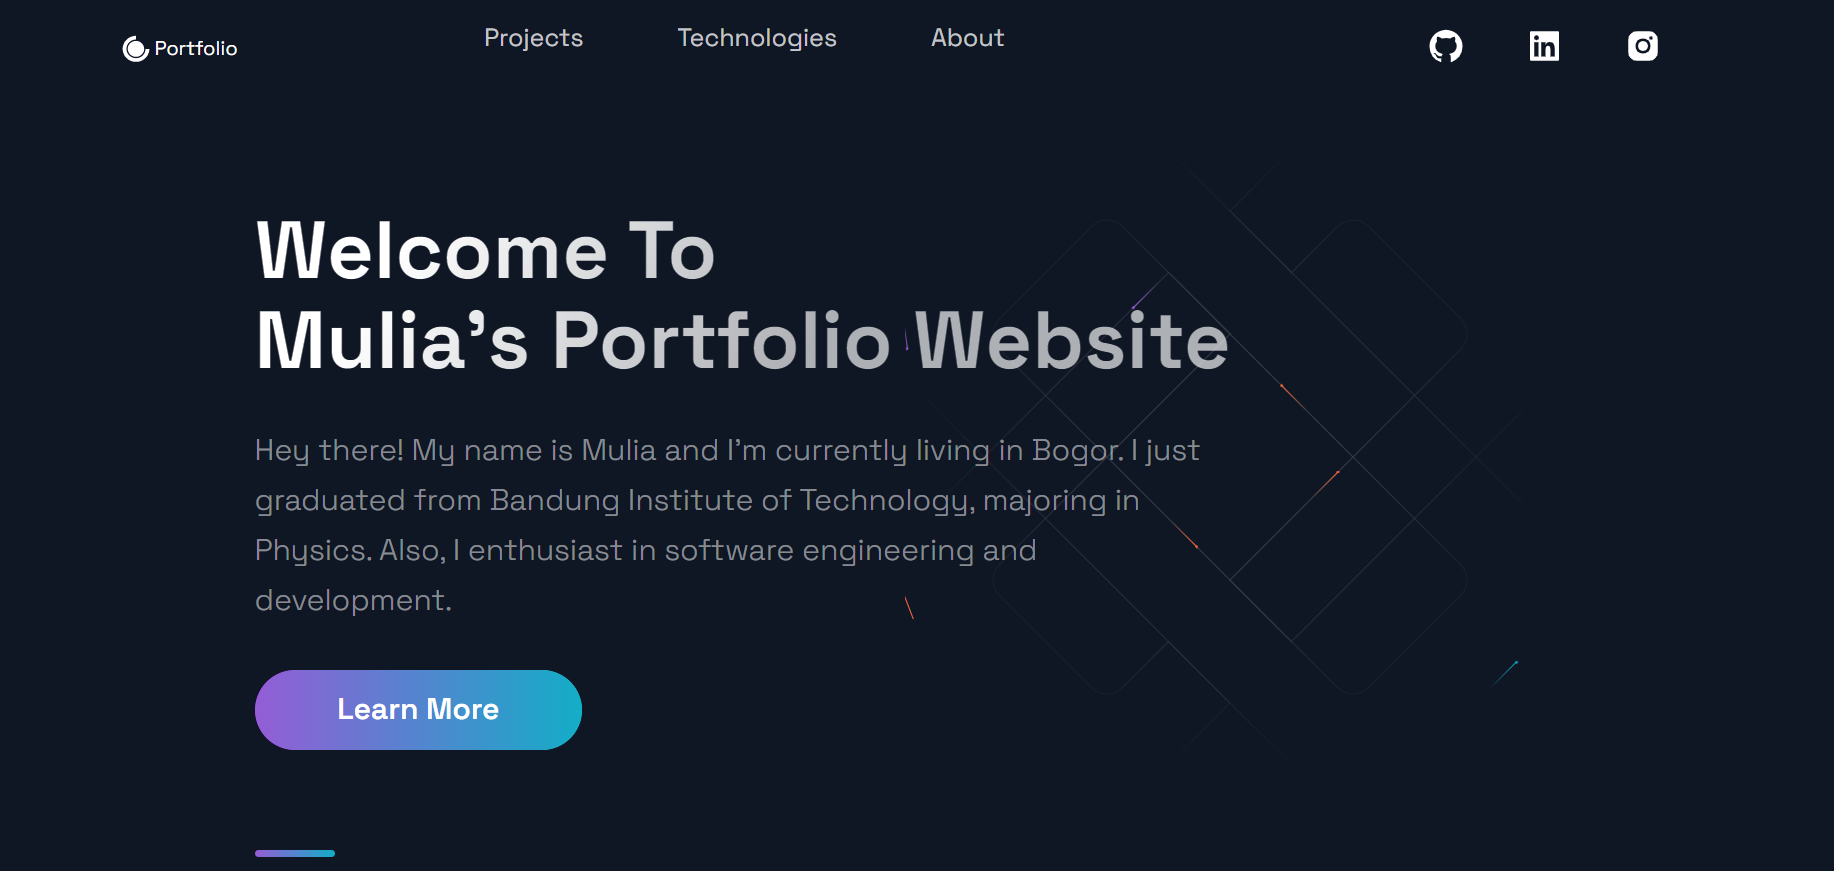 Portfolio
Projects
Technologies
About
Welcome To
Mulia's Portfolio Website
Hey there! My name is Mulia and I'm currently living in Bogor. I just
graduated from Bandung Institute of Technology, majoring in
Physics. Also, I enthusiast in software engineering and
development.
Learn More